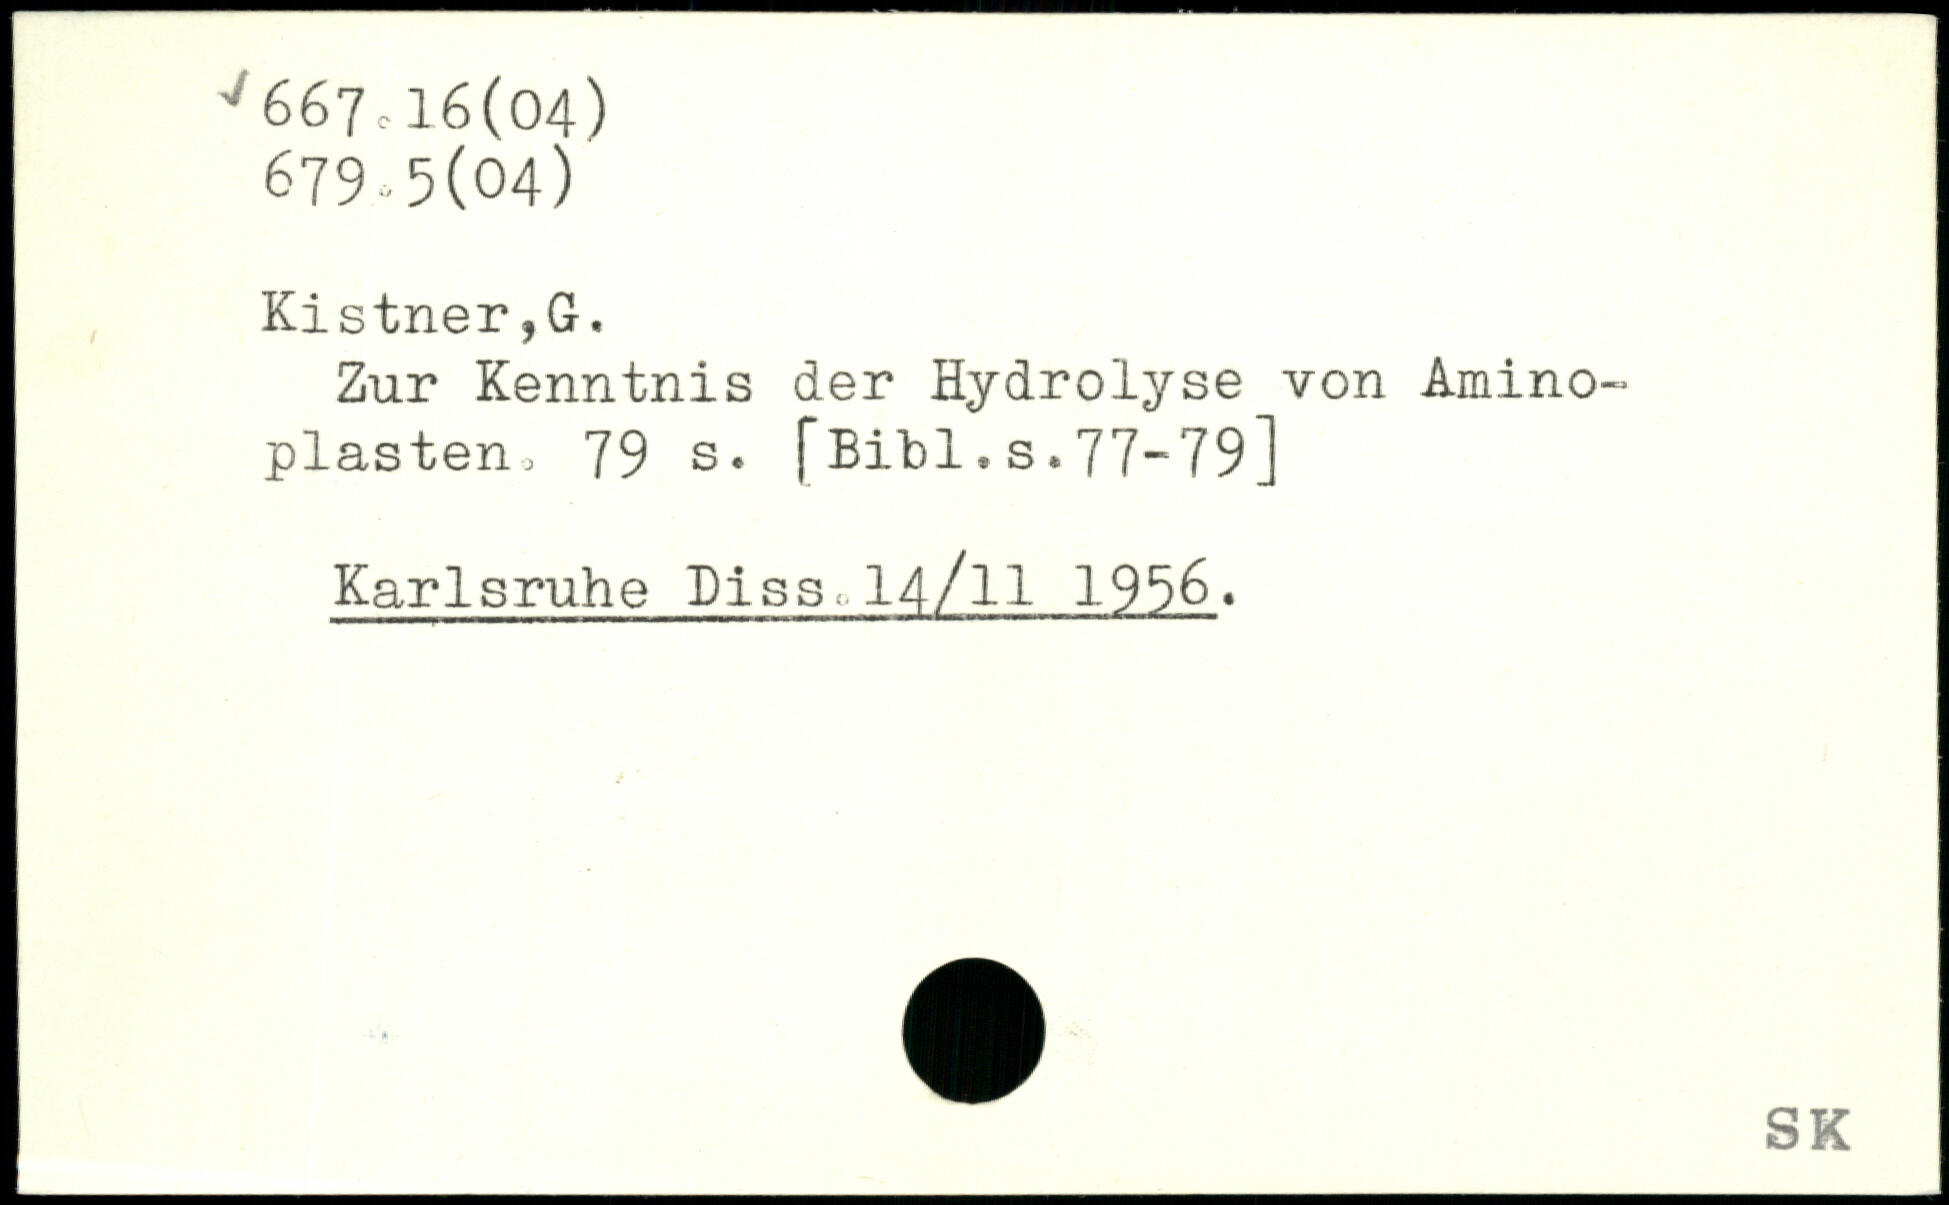 ✓ 667.16(04)
679.5(04)
Kistner,G.
Zur Kenntnis der Hydrolyse von Amino-
plasten. 79 s. [Bibl.s.77-79]
Karlsruhe Diss.14/11 1956.
SK